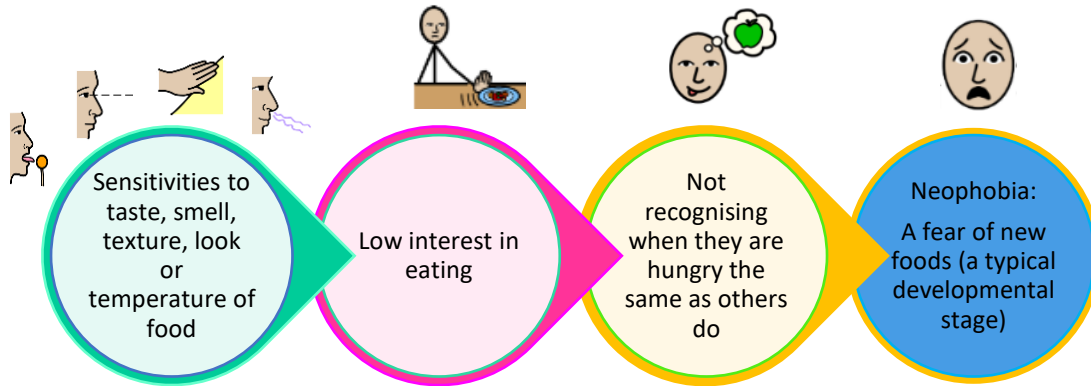 Sensitivities to
taste, smell,
texture, look
or
temperature of
food
Low interest in
eating
Not
recognising
when they are
hungry the
same as others
do
Neophobia:
A fear of new
foods (a typical
developmental
stage)